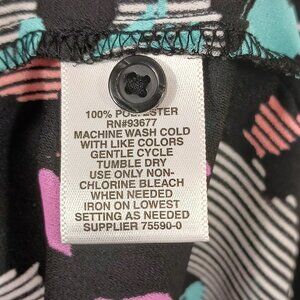 100% POLYESTER
RN#93677
MACHINE WASH COLD
WITH LIKE COLORS
GENTLE CYCLE
TUMBLE DRY
USE ONLY NON-
CHLORINE BLEACH
WHEN NEEDED
IRON ON LOWEST
SETTING AS NEEDED
SUPPLIER 75590-0